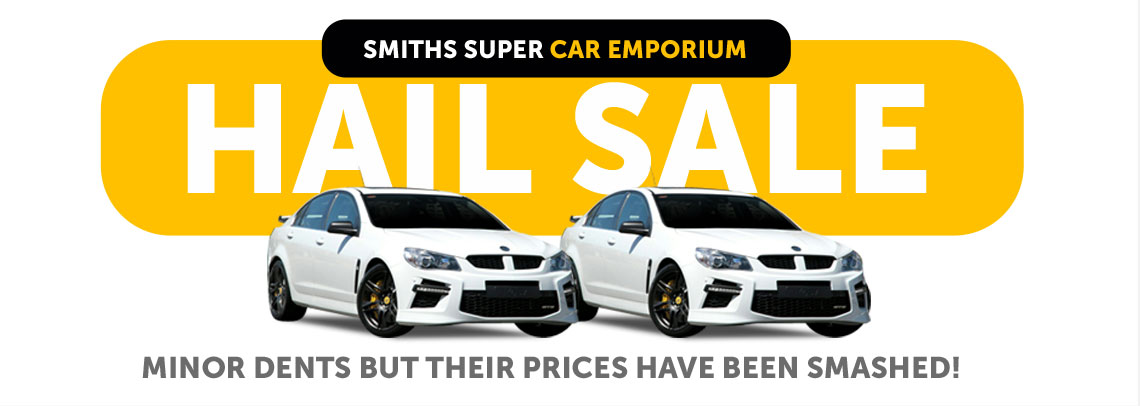 SMITHS SUPER CAR EMPORIUM
HAIL SALE
MINOR DENTS BUT THEIR PRICES HAVE BEEN SMASHED!